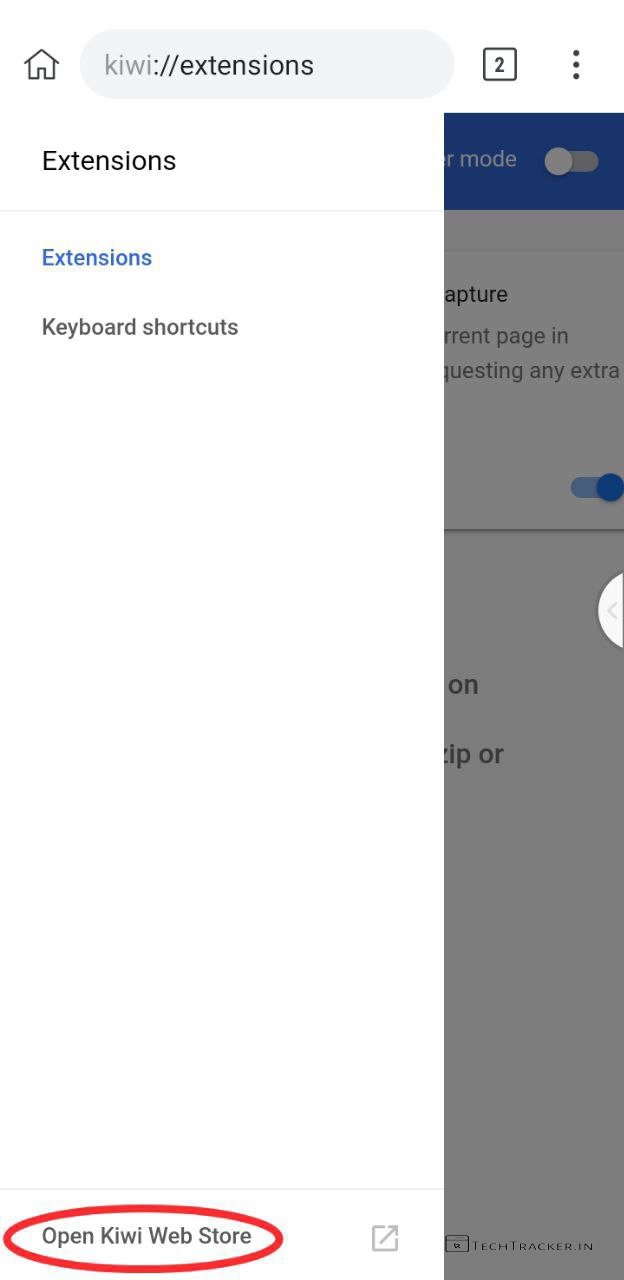 kiwi://extensions
2
Extensions
er mode
Extensions
Keyboard shortcuts
apture
rrent page in
questing any extra
on
zip or
Open Kiwi Web Store
TECHTRACKER.IN